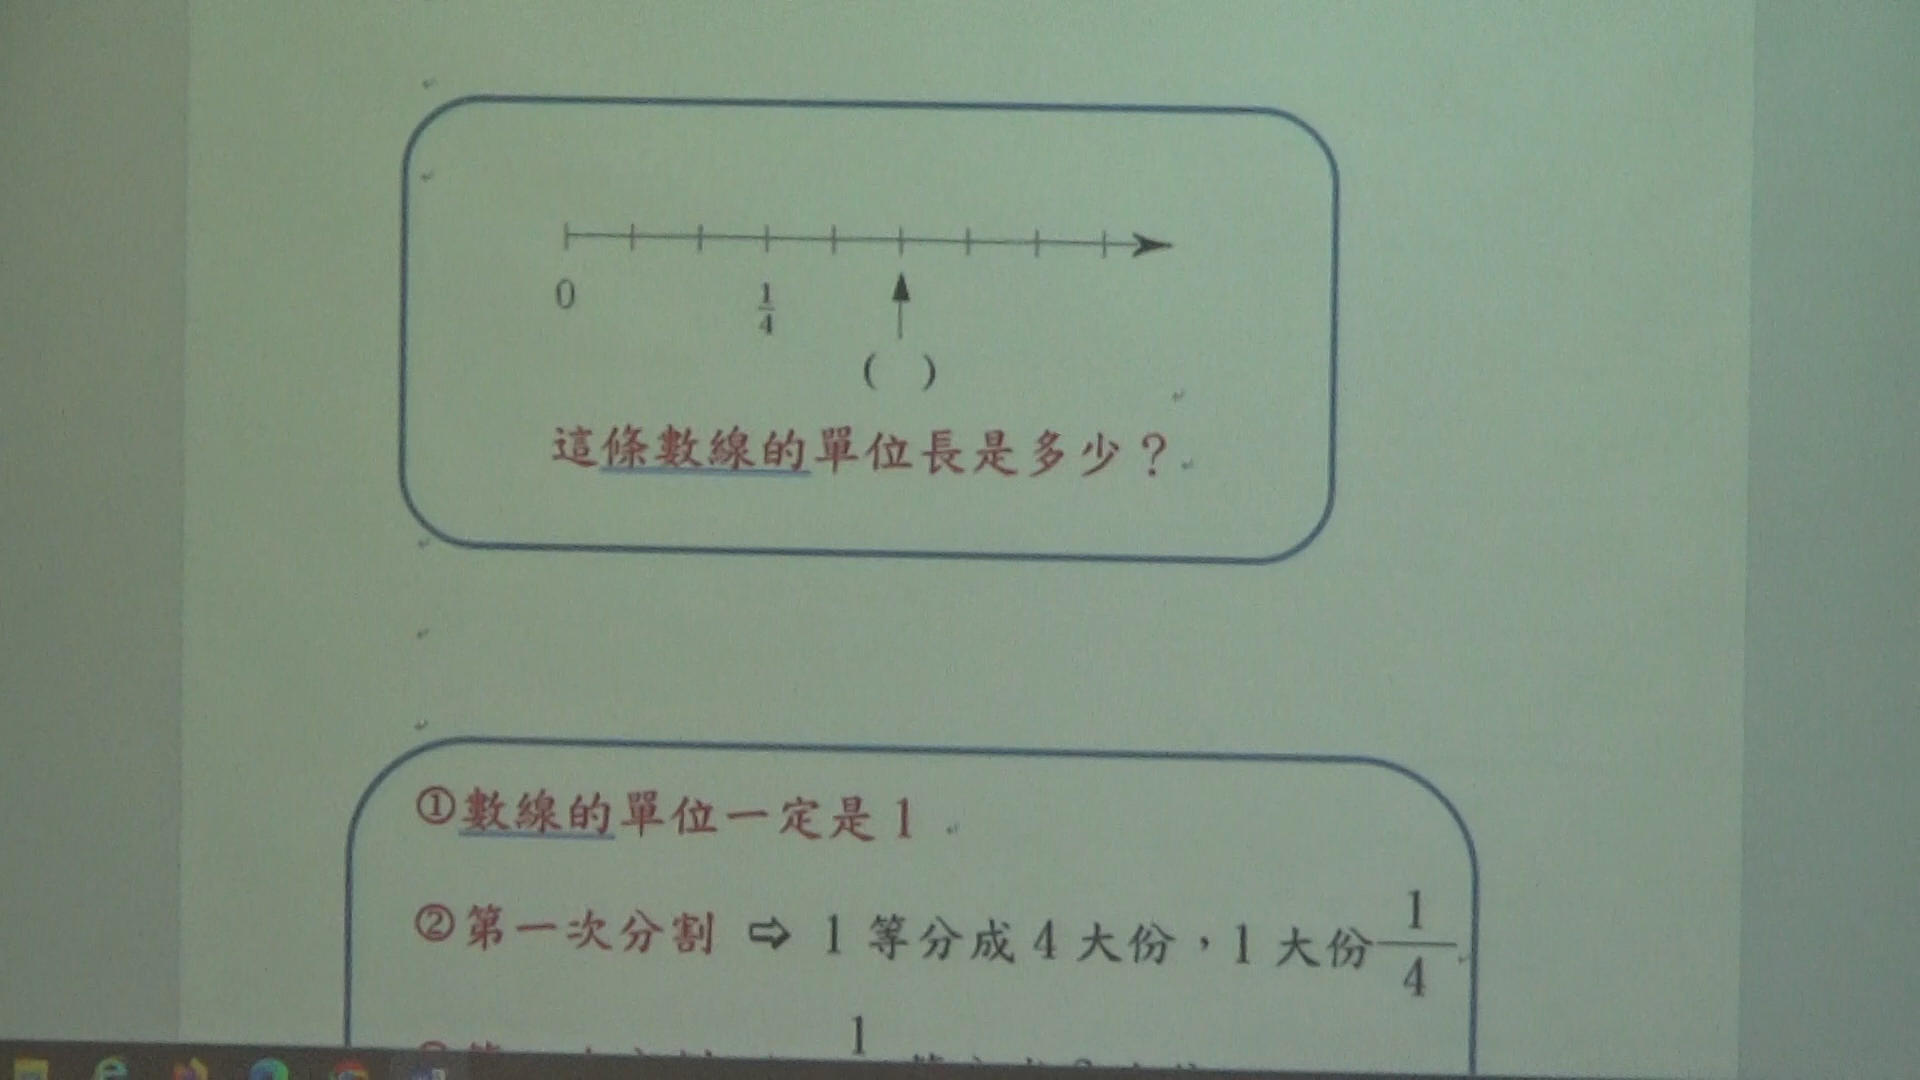 0 1/4
( )
這條數線的單位長是多少？
①數線的單位一定是1
②第一次分割 ⇨ 1 等分成 4 大份，1 大份 1/4
1